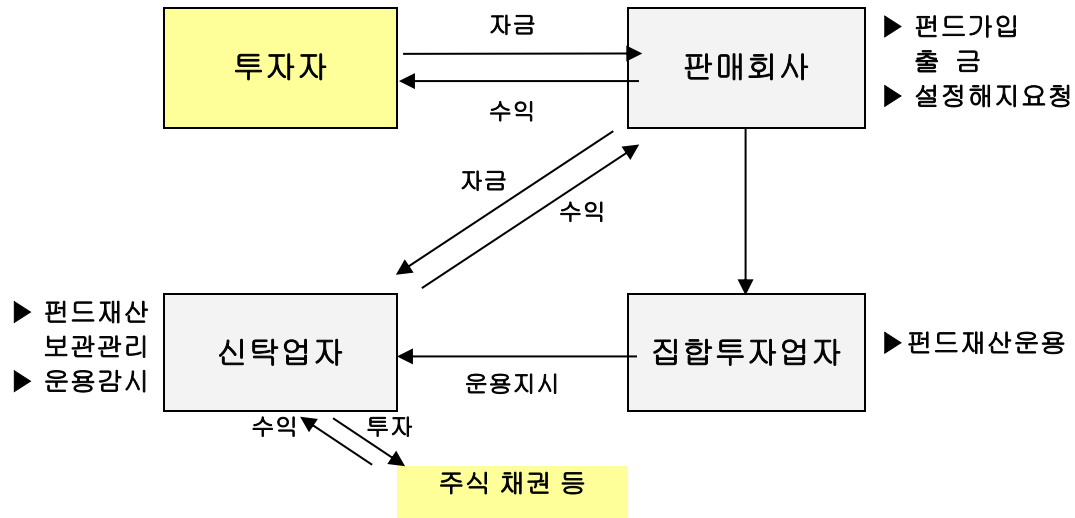 투자자
자금
수익
판매회사
▶ 펀드가입
출 금
▶ 설정해지요청
자금
수익
▶ 펀드재산
보관관리
▶ 운용감시
신탁업자
운용지시
집합투자업자
▶펀드재산운용
수익
투자
주식 채권 등